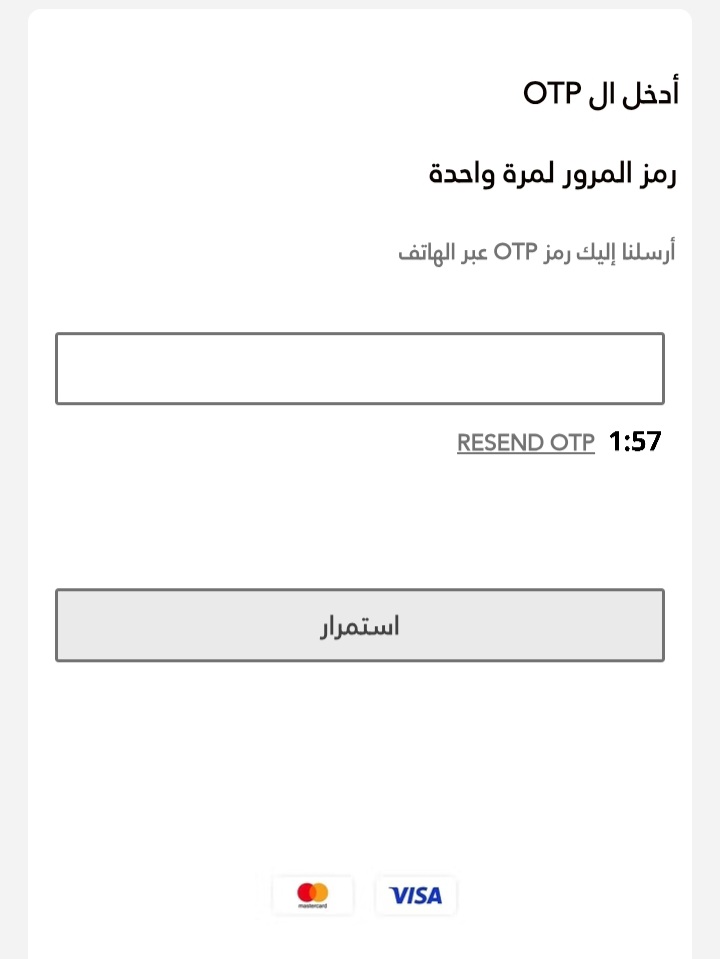 أدخل ال OTP
رمز المرور لمرة واحدة
أرسلنا إليك رمز OTP عبر الهاتف
1:57 RESEND OTP
استمرار
mastercard VISA